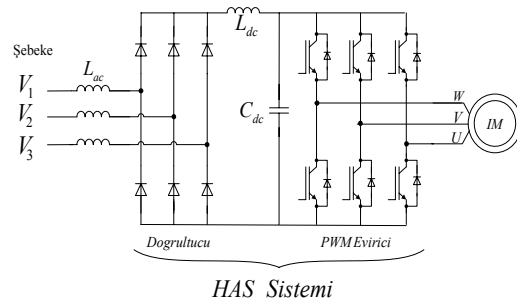 Şebeke
L_dc
L_ac
V_1
V_2
V_3
C_dc
W
V
U
IM
Dogrultucu
PWM Evirici
HAS Sistemi